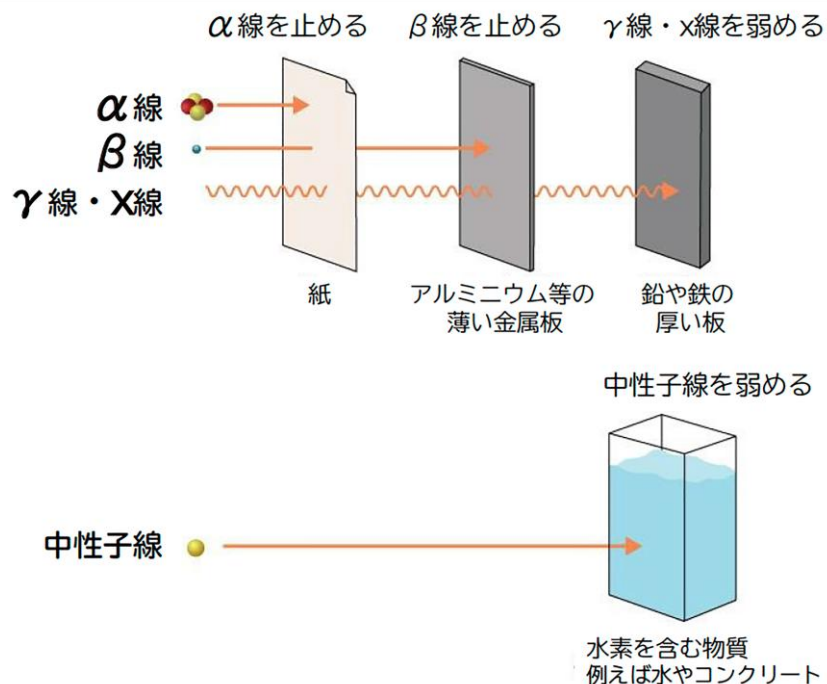 α線を止める
β線を止める
γ線・x線を弱める
α線
β線
γ線・X線
紙
アルミニウム等の
薄い金属板
鉛や鉄の
厚い板
中性子線を弱める
中性子線
水素を含む物質
例えば水やコンクリート